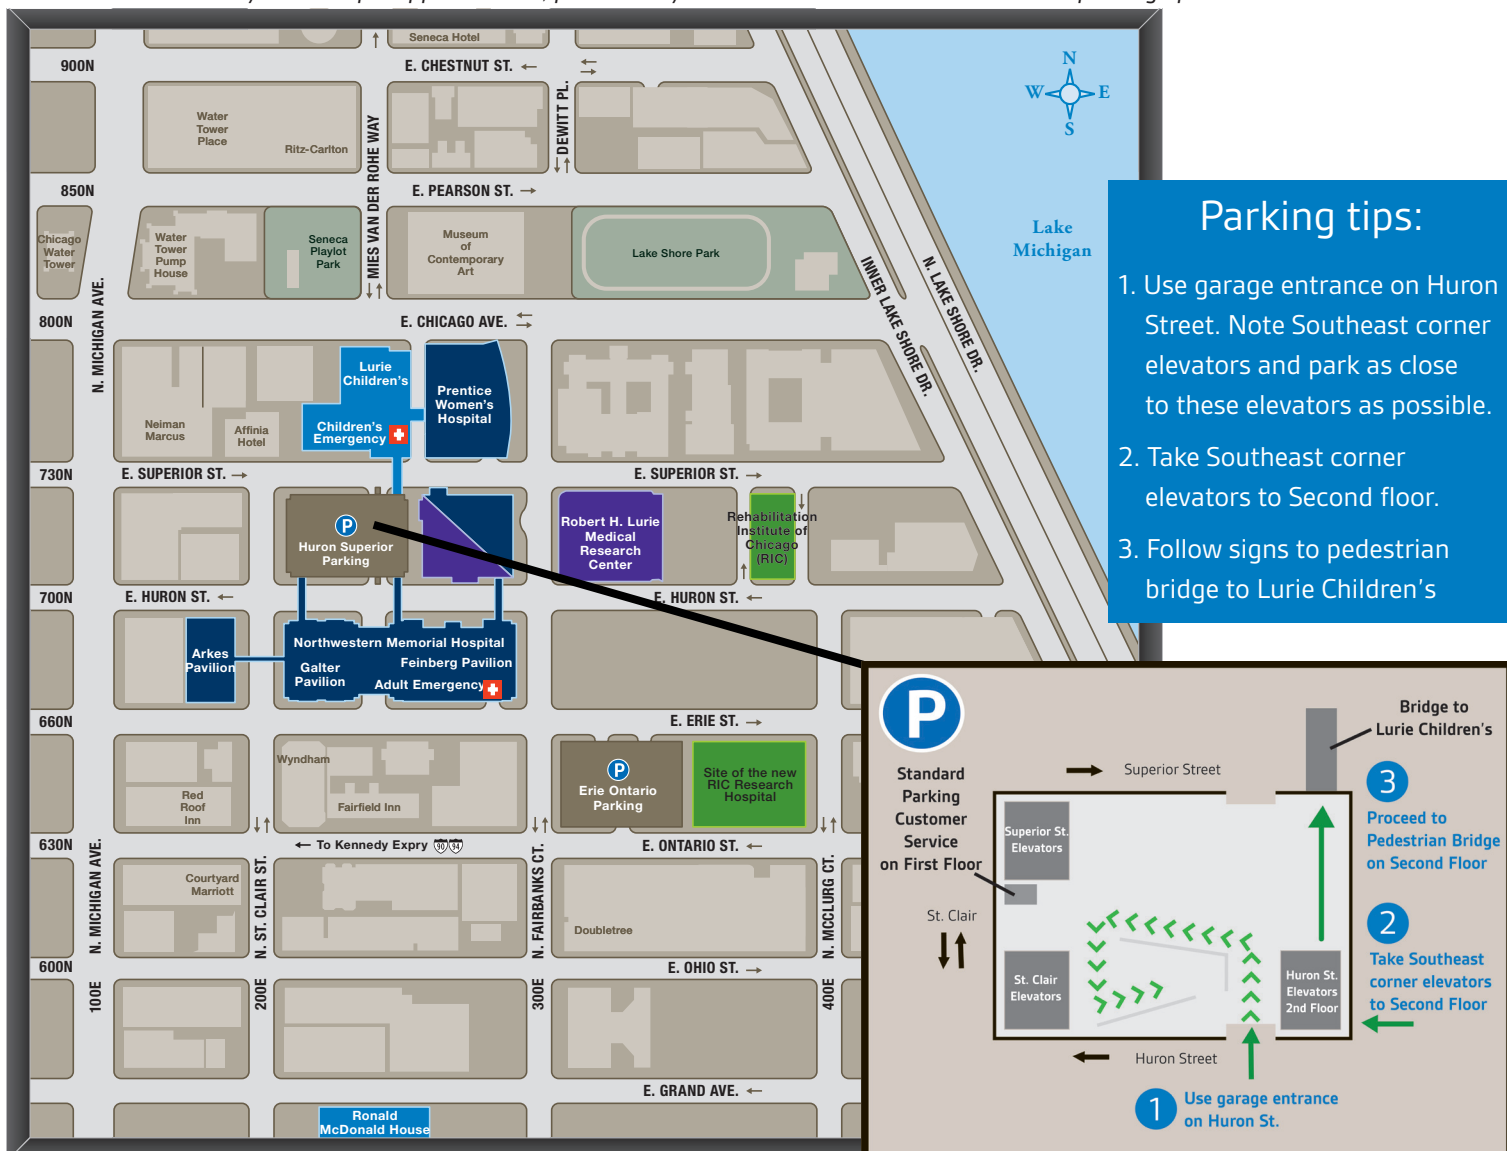 Seneca Hotel
900N
E. CHESTNUT ST.
N
W
E
S
Water
Tower
Place
Ritz-Carlton
MIES VAN DER ROHE WAY
DEWITT PL.
850N
E. PEARSON ST.
Chicago
Water
Tower
Water
Tower
Pump
House
Seneca
Playlot
Park
Museum
of
Contemporary
Art
Lake Shore Park
Lake
Michigan
INNER LAKE SHORE DR.
N. LAKE SHORE DR.
N. MICHIGAN AVE.
800N
E. CHICAGO AVE.
Lurie
Children's
Prentice
Women's
Hospital
Children's
Emergency
Neiman
Marcus
Affinia
Hotel
730N
E. SUPERIOR ST.
E. SUPERIOR ST.
P
Huron Superior
Parking
Robert H. Lurie
Medical
Research
Center
Rehabilitation
Institute of
Chicago
(RIC)
700N
E. HURON ST.
E. HURON ST.
Arkes
Pavilion
Northwestern Memorial Hospital
Feinberg Pavilion
Galter
Pavilion
Adult Emergency
660N
E. ERIE ST.
Wyndham
Red
Roof
Inn
Fairfield Inn
P
Erie Ontario
Parking
Site of the new
RIC Research
Hospital
630N
To Kennedy Expry 90 94
E. ONTARIO ST.
N. MICHIGAN AVE.
N. ST. CLAIR ST.
N. FAIRBANKS CT.
N. MCCLURG CT.
Courtyard
Marriott
Doubletree
600N
E. OHIO ST.
100E
200E
300E
400E
E. GRAND AVE.
Ronald
McDonald House
Parking tips:
1. Use garage entrance on Huron
Street. Note Southeast corner
elevators and park as close
to these elevators as possible.
2. Take Southeast corner
elevators to Second floor.
3. Follow signs to pedestrian
bridge to Lurie Children's
P
Bridge to
Lurie Children's
Standard
Parking
Customer
Service
on First Floor
Superior Street
3
Proceed to
Pedestrian Bridge
on Second Floor
Superior St.
Elevators
St. Clair
2
Take Southeast
corner elevators
to Second Floor
St. Clair
Elevators
Huron St.
Elevators
2nd Floor
Huron Street
1
Use garage entrance
on Huron St.